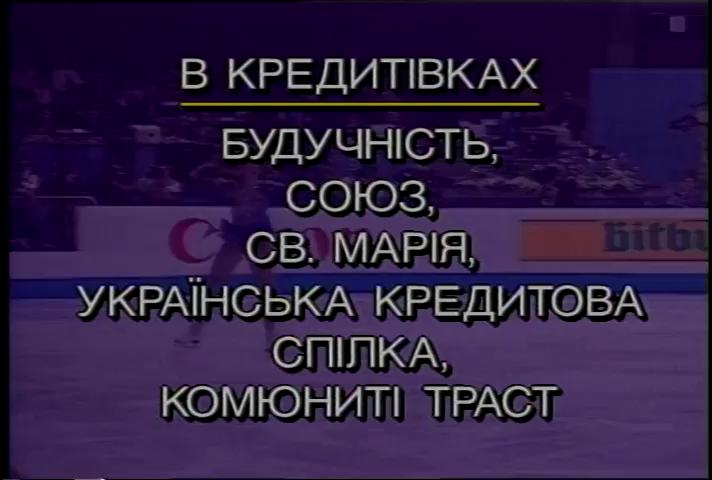 В КРЕДИТІВКАХ
БУДУЧНІСТЬ,
СОЮЗ,
СВ. МАРІЯ,
УКРАЇНСЬКА КРЕДИТОВА
СПІЛКА,
КОМЮНИТІ ТРАСТ